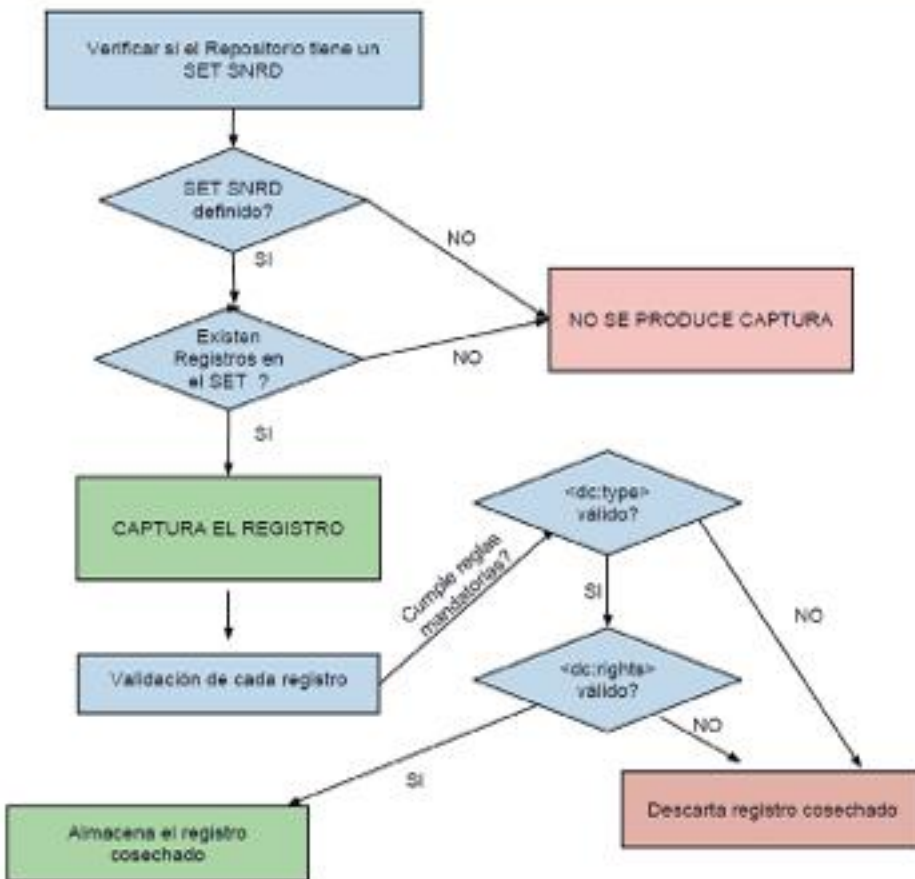 Verificar si el Repositorio tiene un
SET SNRD
SET SNRD
definido?
NO
SI
Existen
Registros en
el SET ?
NO
NO SE PRODUCE CAPTURA
SI
CAPTURA EL REGISTRO
Validación de cada registro
Cumple reglas
mandatorias?
<dc:type>
válido?
SI
NO
<dc:rights>
válido?
NO
SI
Descarta registro cosechado
Almacena el registro
cosechado